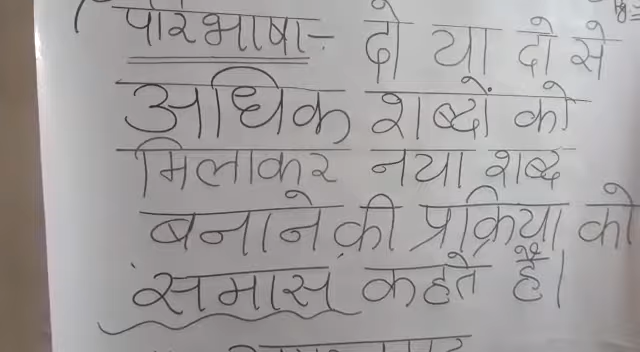 परिभाषा- दो या दो से
अधिक शब्दों को
मिलाकर नया शब्द
बनाने की प्रक्रिया को
समास कहते हैं।